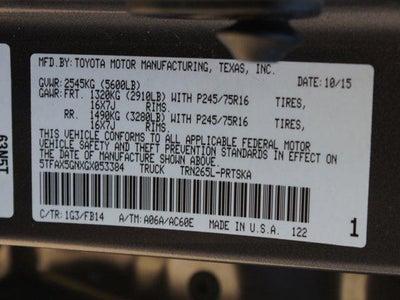 MFD.BY: TOYOTA MOTOR MANUFACTURING, TEXAS, INC.
GVWR: 2545KG (5600LB) DATE: 10/15
GAWR: FRT. 1320KG (2910LB) WITH P245/75R16 TIRES,
16X7J RIMS.
RR. 1490KG (3280LB) WITH P245/75R16 TIRES,
16X7J RIMS.
THIS VEHICLE CONFORMS TO ALL APPLICABLE FEDERAL MOTOR
VEHICLE SAFETY AND BUMPER STANDARDS IN EFFECT
ON THE DATE OF MANUFACTURE SHOWN ABOVE.
5TFAX5GNXGX053384 TRUCK TRN265L-PRTSKA
C/TR: 1G3/FB14 A/TM: A06A/AC60E MADE IN U.S.A. 122
1
63N5T